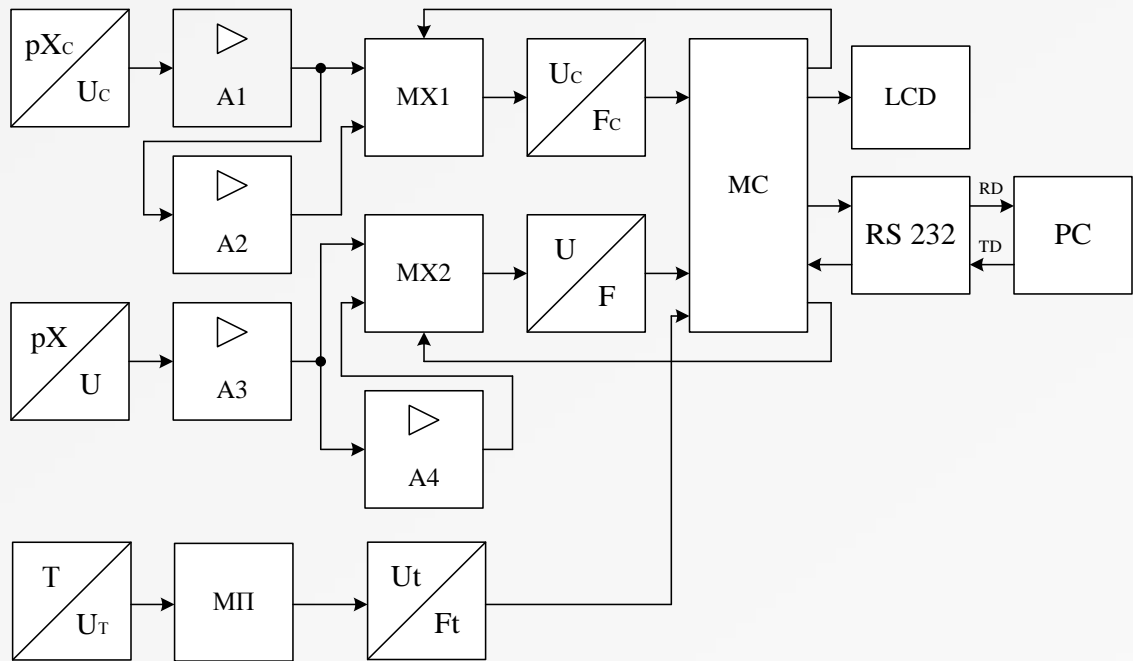 pXC
UC
A1
MX1
UC
FC
MC
LCD
A2
MX2
U
F
RS 232
RD
TD
PC
pX
U
A3
A4
T
UT
МП
Ut
Ft